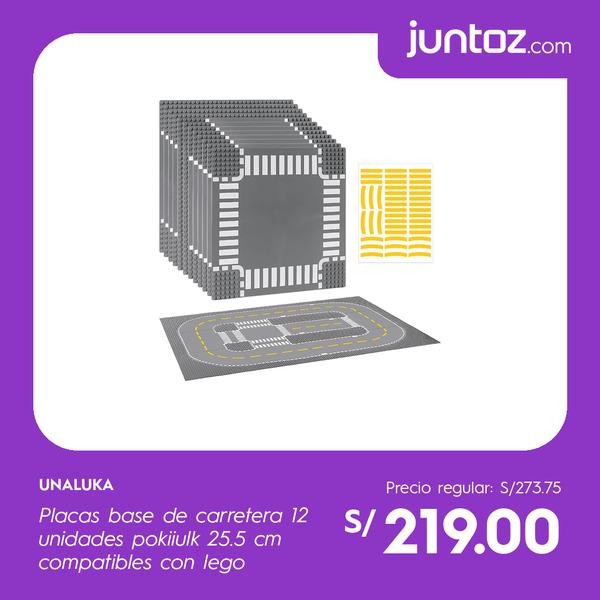 juntoz.com
UNALUKA
Placas base de carretera 12
unidades pokiiulk 25.5 cm
compatibles con lego
Precio regular: S/273.75
S/ 219.00